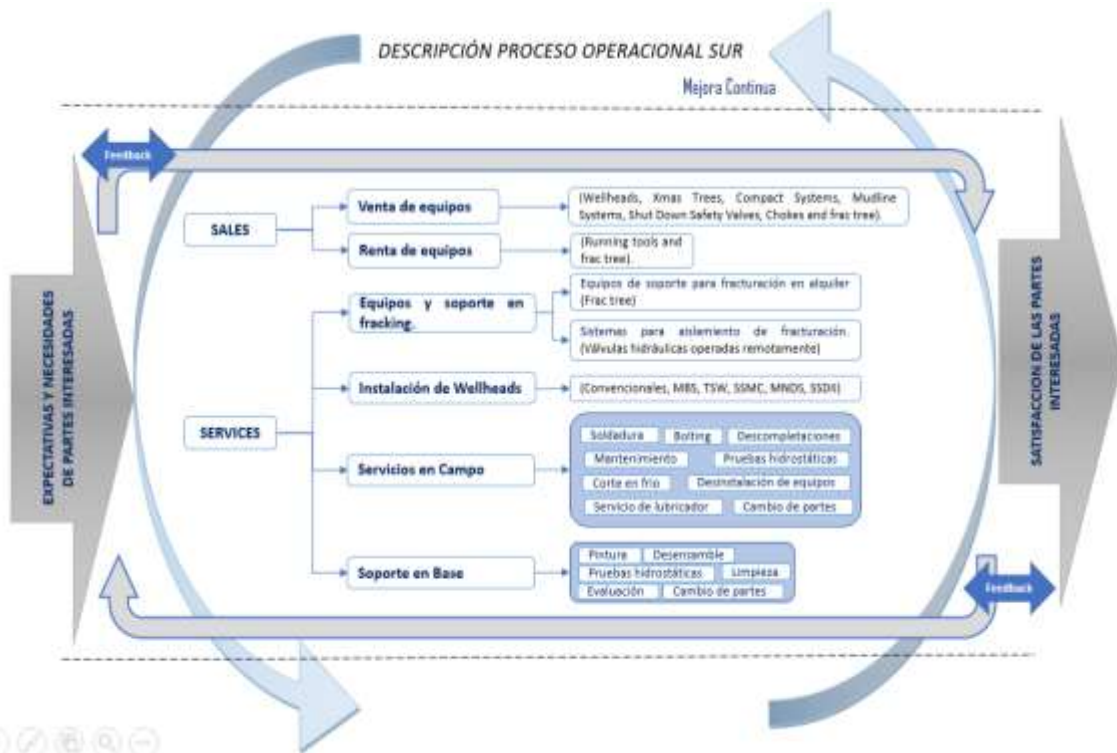 DESCRIPCIÓN PROCESO OPERACIONAL SUR
Mejora Continua
Feedback
EXPECTATIVAS Y NECESIDADES
DE PARTES INTERESADAS
SALES
Venta de equipos
(Wellheads, Xmas Trees, Compact Systems, Mudline
Systems, Shut Down Safety Valves, Chokes and frac tree).
Renta de equipos
(Running tools and
frac tree).
SERVICES
Equipos y soporte en
fracking.
Equipos de soporte para fracturación en alquiler
(Frac tree)
Sistemas para aislamiento de fracturación.
(Válvulas hidráulicas operadas remotamente)
Instalación de Wellheads
(Convencionales, MBS, TSW, SSMC, MNDS,
Servicios en Campo
Soldadura
Bolting
Descompletaciones
Mantenimiento
Pruebas hidrostáticas
Corte en frio
Desinstalación de equipos
Servicio de lubricador
Cambio de partes
Soporte en Base
Pintura
Desensamble
Pruebas hidrostáticas
Limpieza
Evaluación
Cambio de partes
SATISFACCION DE LAS PARTES
INTERESADAS
Feedback